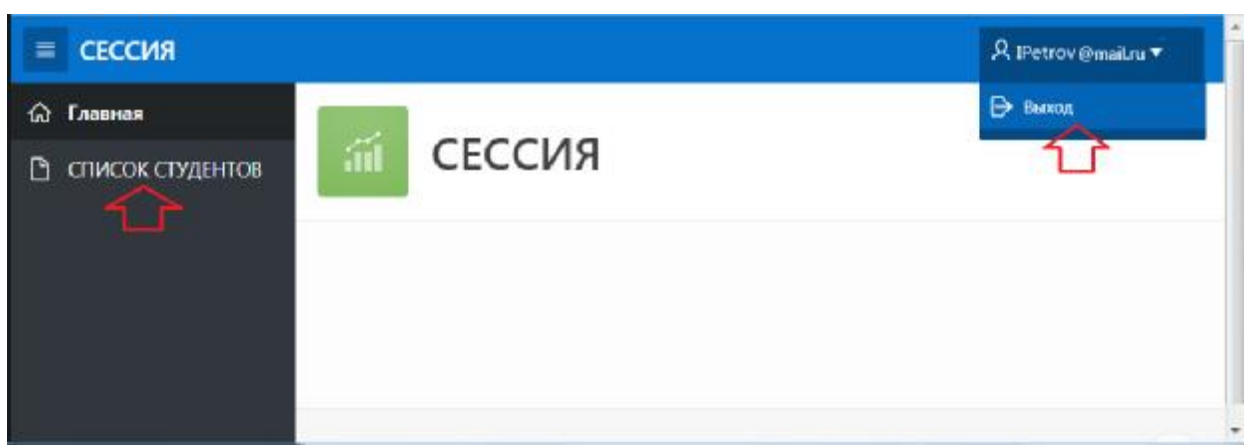 СЕССИЯ
IPetrov@mail.ru
Главная
Выход
СЕССИЯ
СПИСОК СТУДЕНТОВ